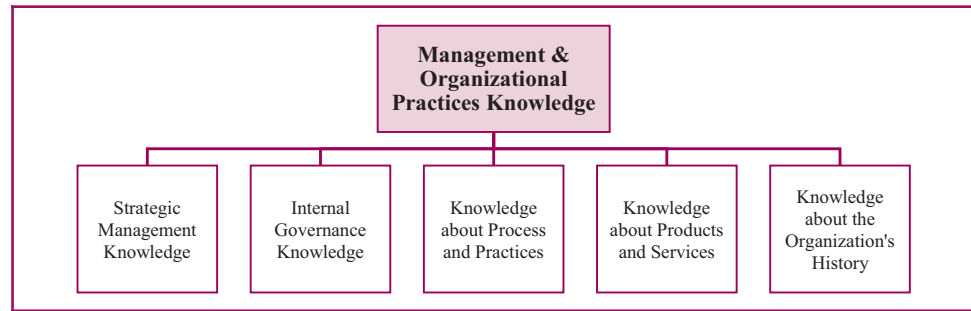 Management &
Organizational
Practices Knowledge
Strategic
Management
Knowledge
Internal
Governance
Knowledge
Knowledge
about Process
and Practices
Knowledge
about Products
and Services
Knowledge
about the
Organization's
History